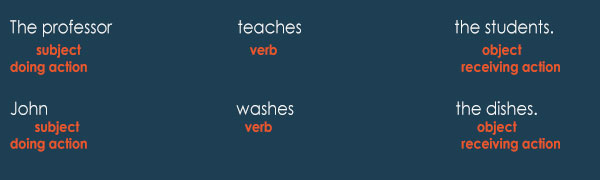 The professor teaches the students.
subject verb object
doing action receiving action
John washes the dishes.
subject verb object
doing action receiving action